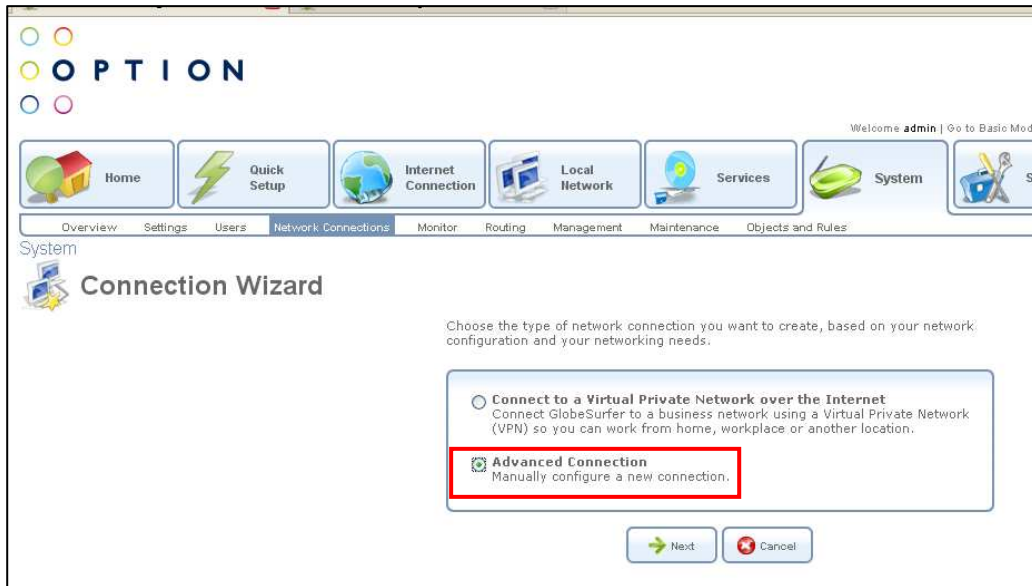 OPTION
Welcome admin | Go to Basic Mod
Home
Quick Setup
Internet Connection
Local Network
Services
System
Overview Settings Users Network Connections Monitor Routing Management Maintenance Objects and Rules
System
Connection Wizard
Choose the type of network connection you want to create, based on your network
configuration and your networking needs.
Connect to a Virtual Private Network over the Internet
Connect GlobeSurfer to a business network using a Virtual Private Network
(VPN) so you can work from home, workplace or another location.
Advanced Connection
Manually configure a new connection.
Next
Cancel